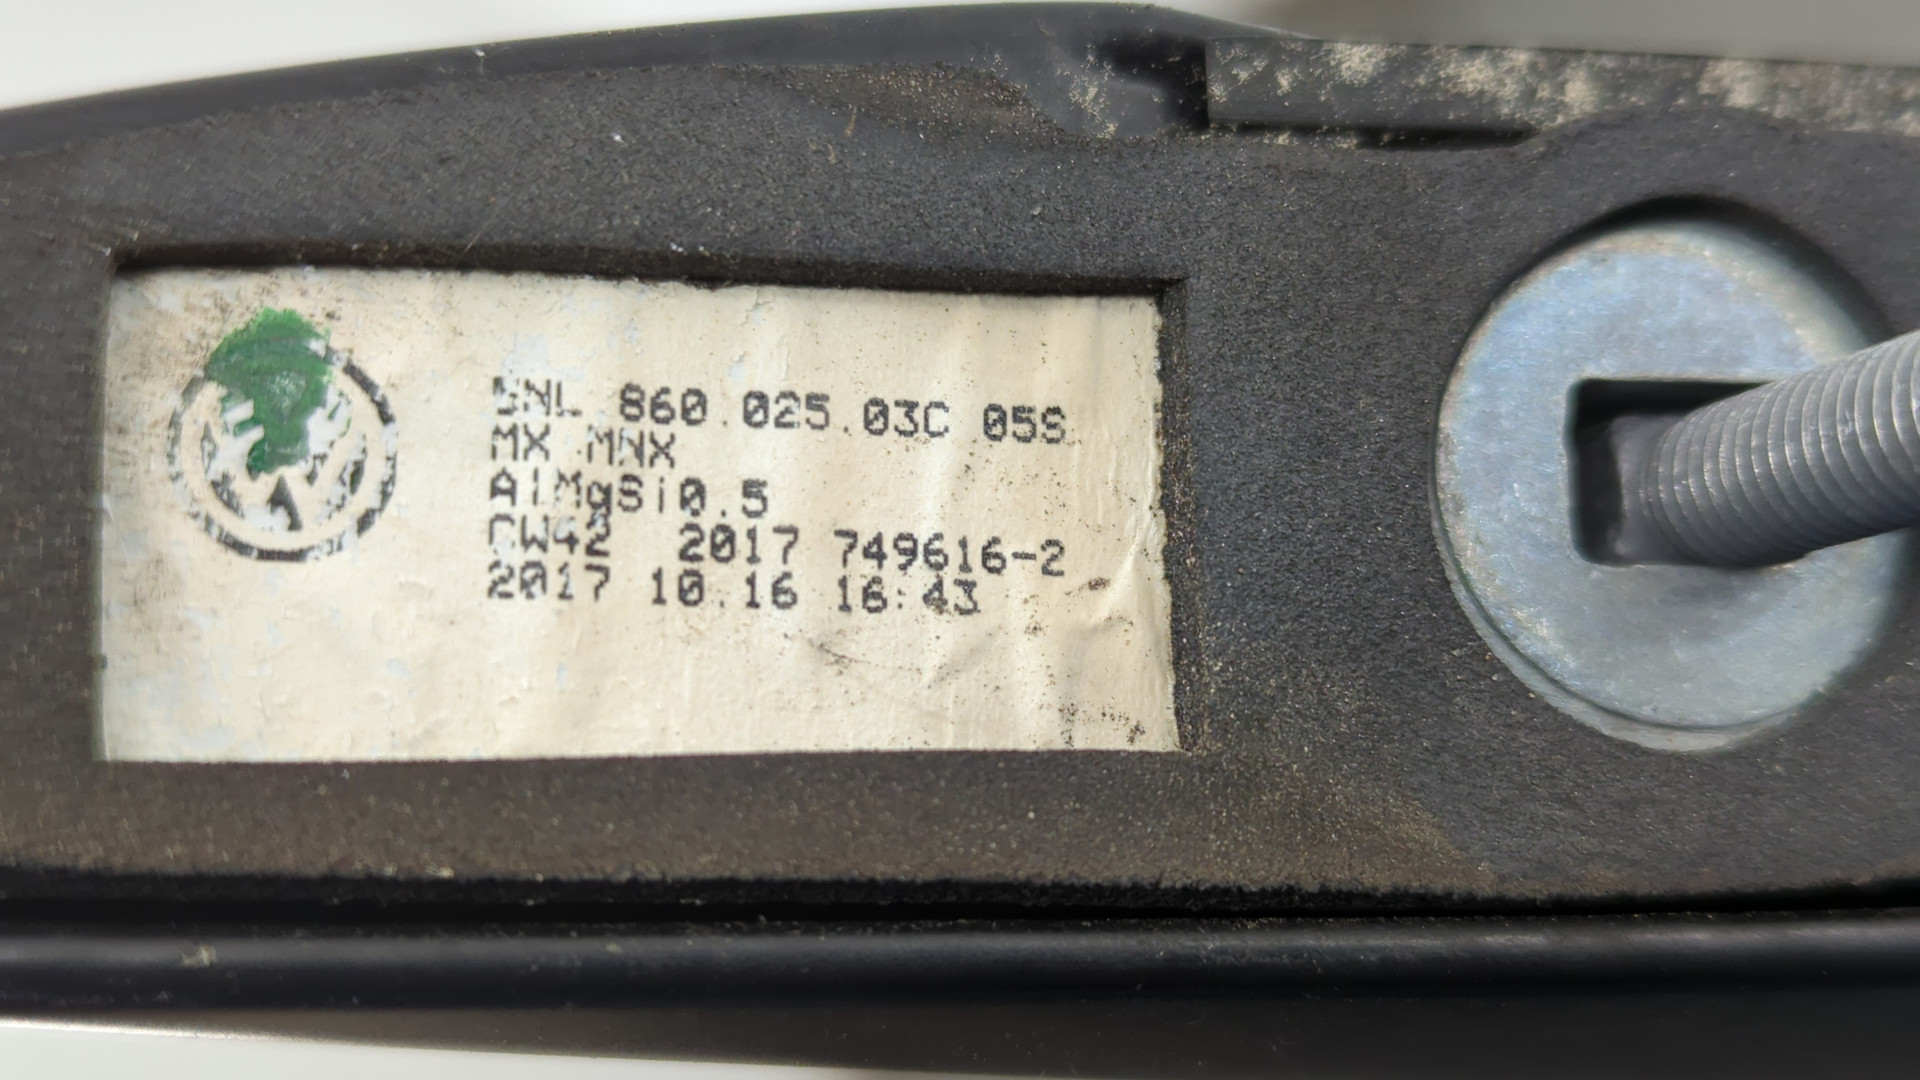 5NL 860.025.03C 05S
MX MNX
AlMgSi0.5
CW42 2017 749616-2
2017 10.16 16:43